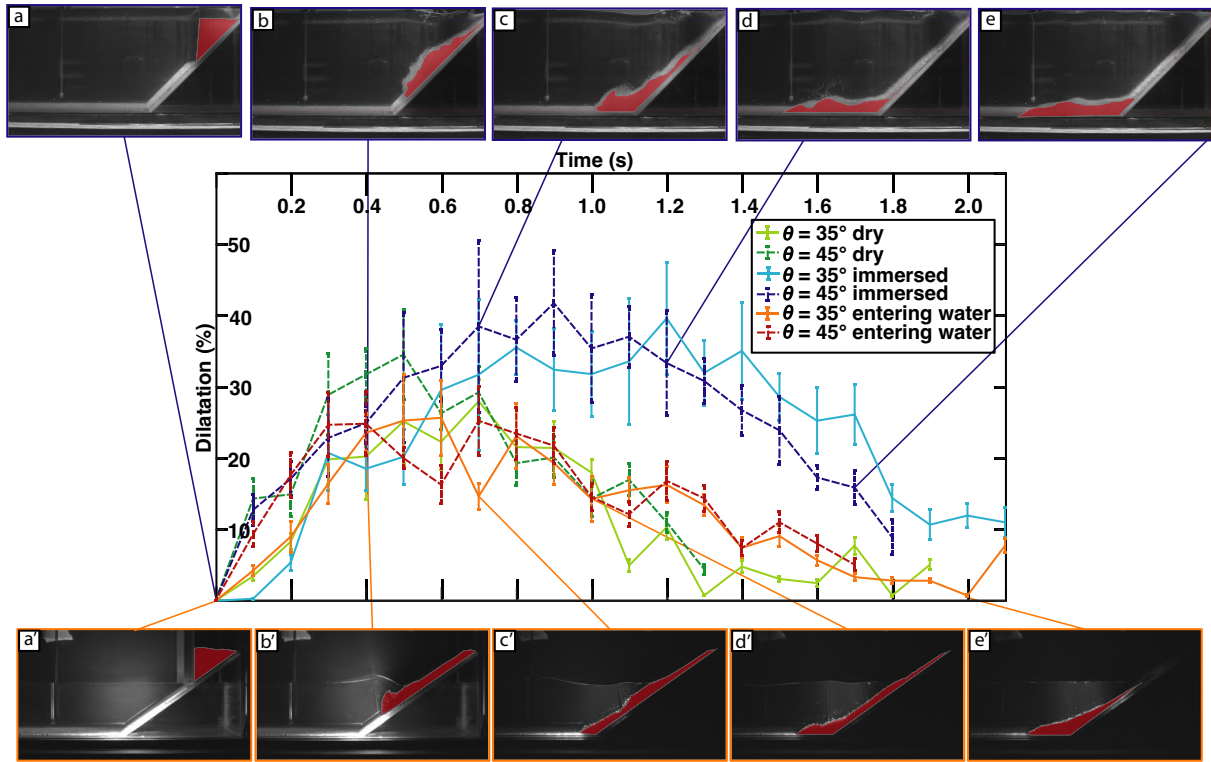 a
b
c
d
e
Time (s)
0.2 0.4 0.6 0.8 1.0 1.2 1.4 1.6 1.8 2.0
Dilatation (%)
50
40
30
20
10
θ = 35° dry
θ = 45° dry
θ = 35° immersed
θ = 45° immersed
θ = 35° entering water
θ = 45° entering water
a'
b'
c'
d'
e'